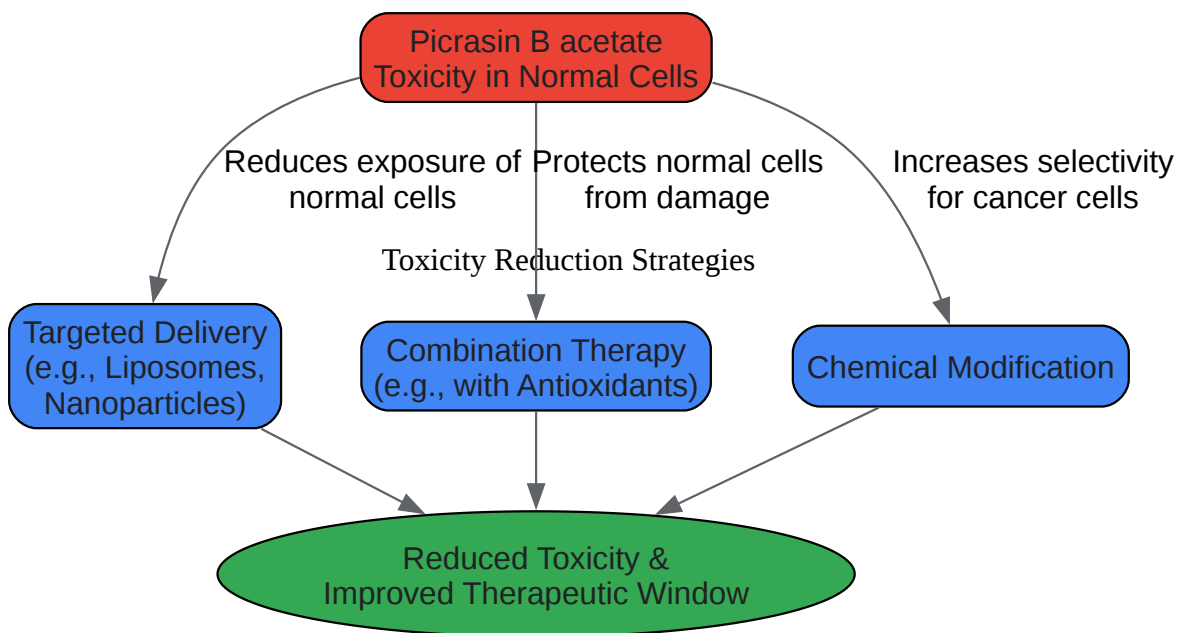 Picrasin B acetate
Toxicity in Normal Cells
Reduces exposure of
normal cells
Protects normal cells
from damage
Increases selectivity
for cancer cells
Toxicity Reduction Strategies
Targeted Delivery
(e.g., Liposomes,
Nanoparticles)
Combination Therapy
(e.g., with Antioxidants)
Chemical Modification
Reduced Toxicity &
Improved Therapeutic Window